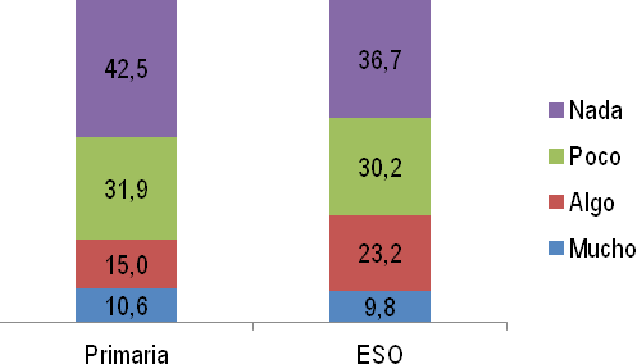 42,5
36,7
31,9
30,2
15,0
23,2
10,6
9,8
Primaria
ESO
Nada
Poco
Algo
Mucho